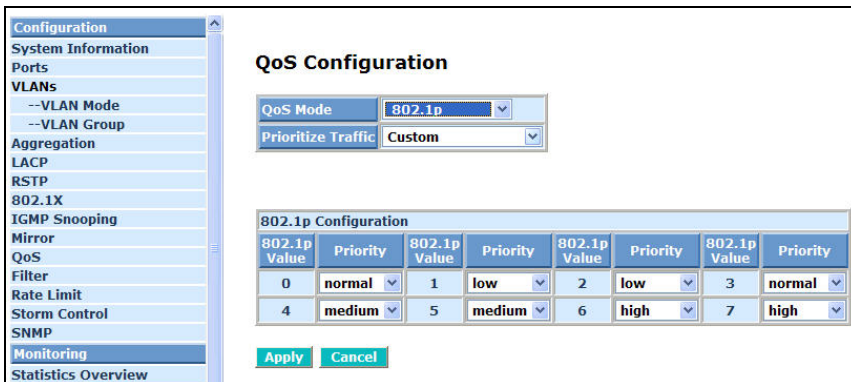 Configuration
System Information
Ports
VLANs
--VLAN Mode
--VLAN Group
Aggregation
LACP
RSTP
802.1X
IGMP Snooping
Mirror
QoS
Filter
Rate Limit
Storm Control
SNMP
Monitoring
Statistics Overview
QoS Configuration
QoS Mode 802.1p
Prioritize Traffic Custom
802.1p Configuration
802.1p Value Priority 802.1p Value Priority 802.1p Value Priority 802.1p Value Priority
0 normal 1 low 2 low 3 normal
4 medium 5 medium 6 high 7 high
Apply Cancel